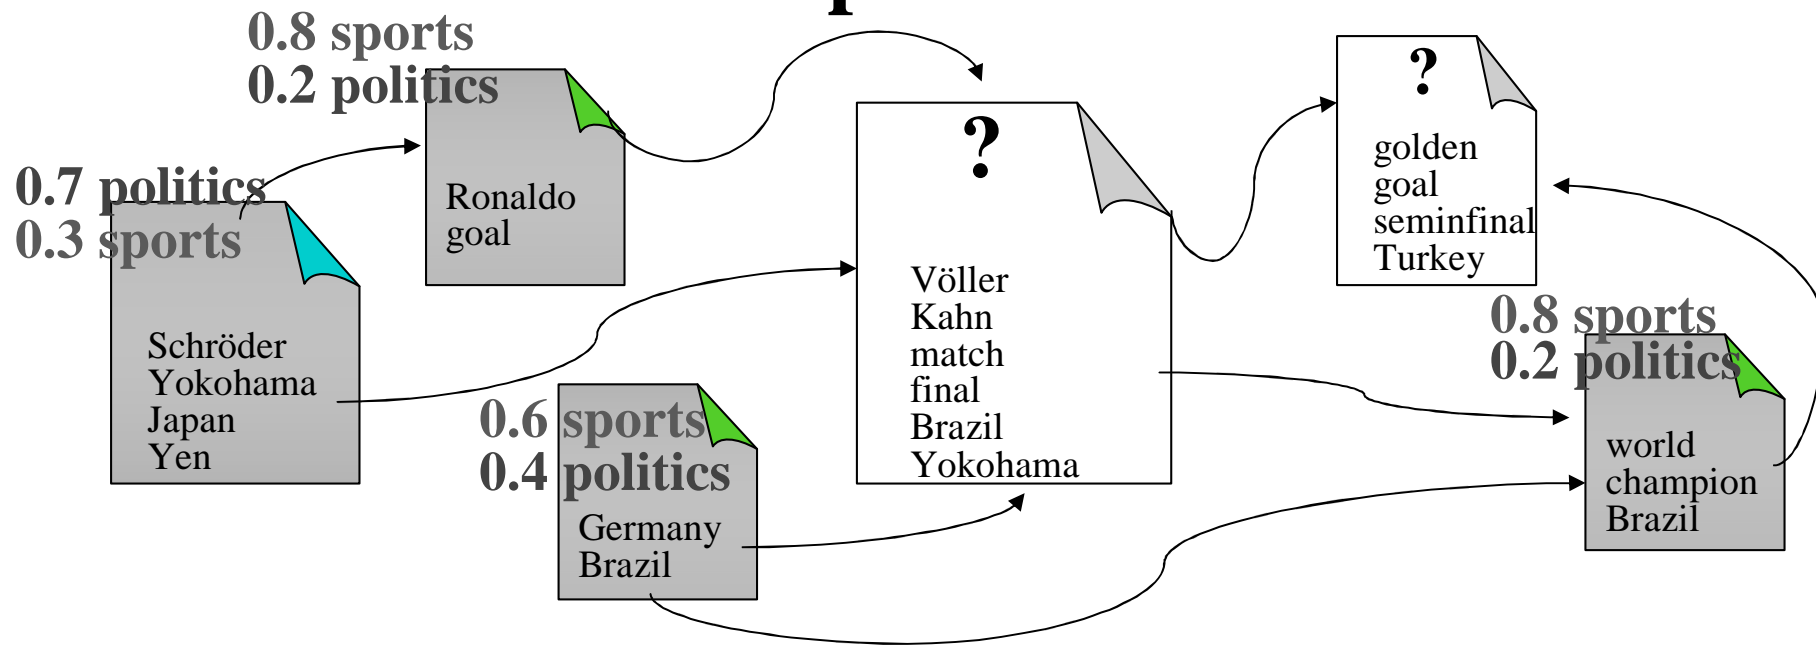 0.8 sports
0.2 politics
Ronaldo
goal
0.7 politics
0.3 sports
Schröder
Yokohama
Japan
Yen
0.6 sports
0.4 politics
Germany
Brazil
?
Völler
Kahn
match
final
Brazil
Yokohama
?
golden
goal
seminfinal
Turkey
0.8 sports
0.2 politics
world
champion
Brazil